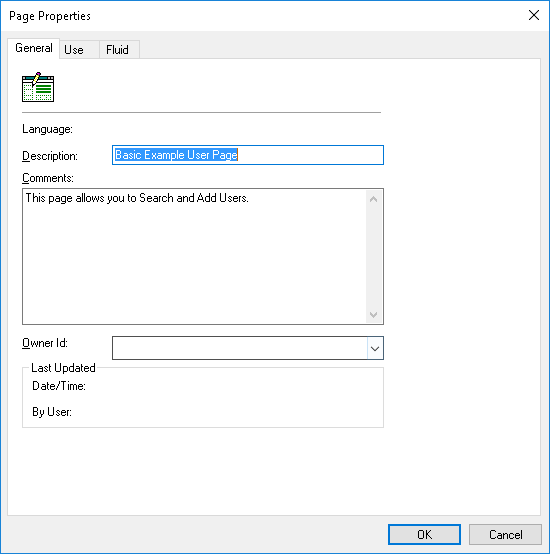 Page Properties
General Use Fluid
Language:
Description: Basic Example User Page
Comments:
This page allows you to Search and Add Users.
Owner Id:
Last Updated
Date/Time:
By User:
OK Cancel